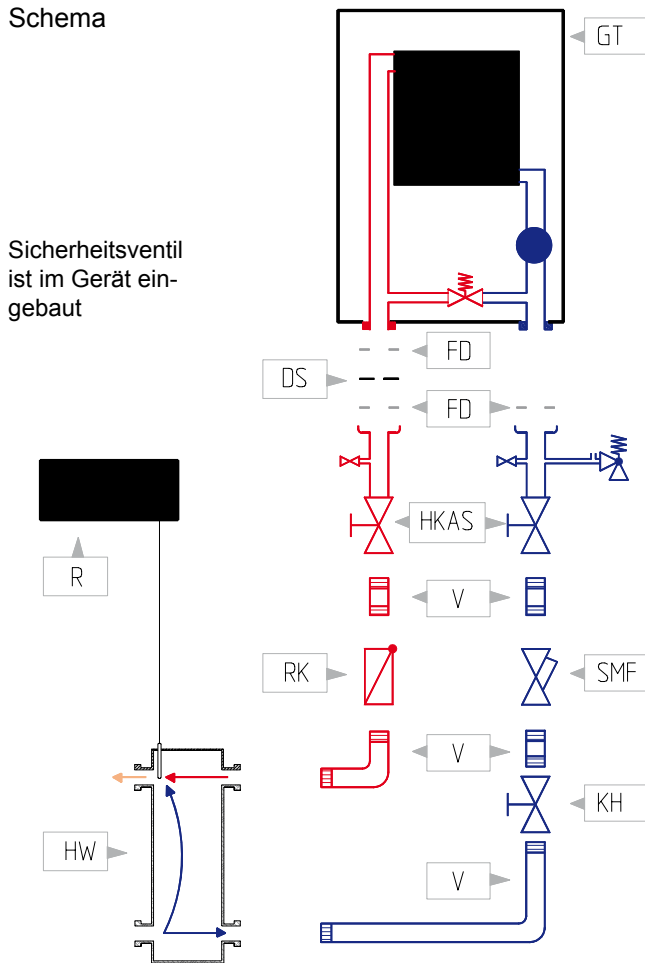 Schema
GT
Sicherheitsventil
ist im Gerät ein-
gebaut
FD
DS
FD
HKAS
R
V
RK
SMF
V
KH
HW
V